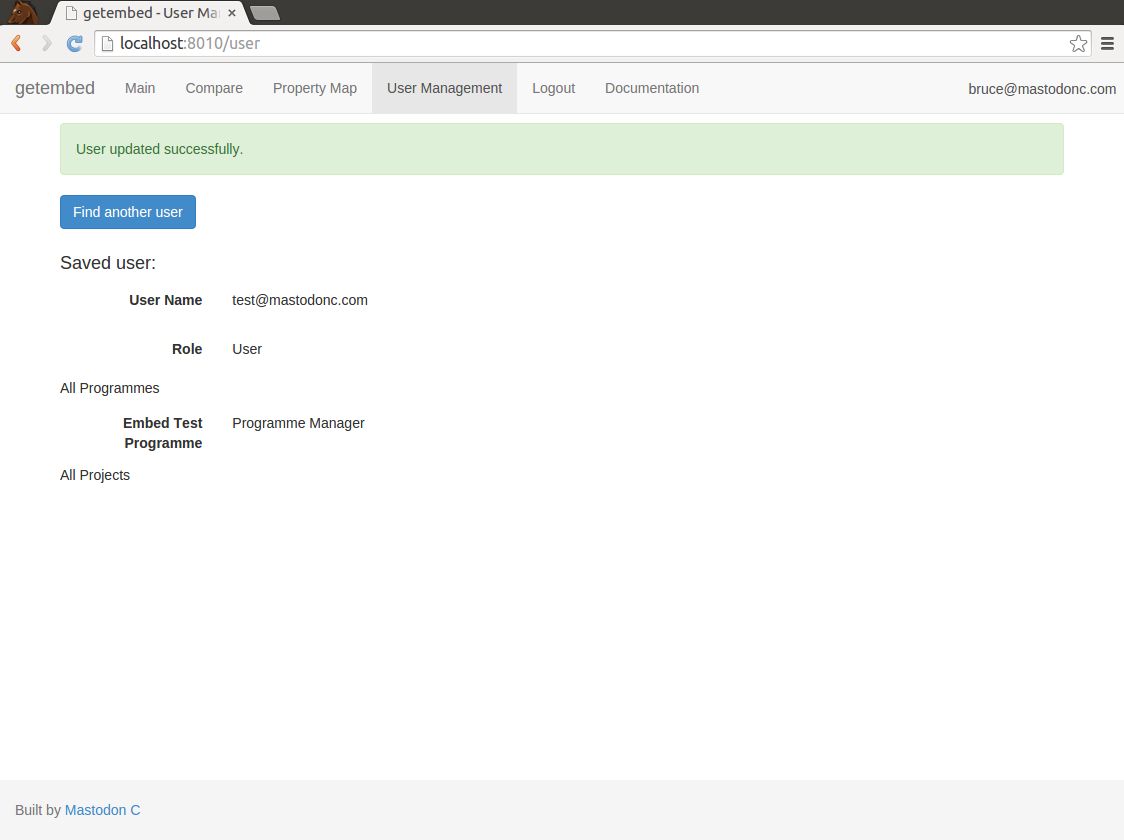 getembed - User Ma
localhost:8010/user
getembed Main Compare Property Map User Management Logout Documentation bruce@mastodonc.com
User updated successfully.
Find another user
Saved user:
User Name test@mastodonc.com
Role User
All Programmes
Embed Test Programme Manager
Programme
All Projects
Built by Mastodon C